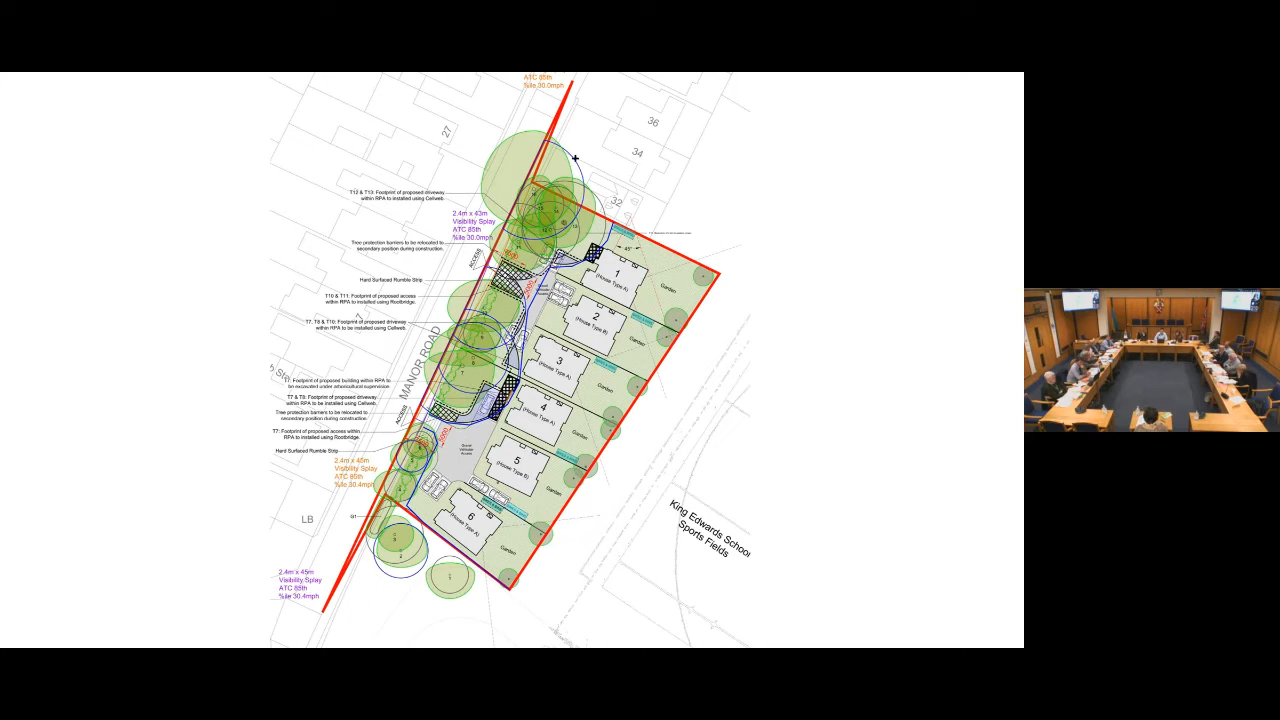 ATC 85th
%ile 30.0mph
36
27
34
T12 & T13: Footprint of proposed driveway
within RPA to installed using Cellweb.
32
2.4m x 43m
Visibility Splay
ATC 85th
%ile 30.0mph
Tree protection barriers to be relocated to
secondary position during construction.
45°
ACCESS
Hard Surfaced Rumble Strip
1
(House Type A)
Garden
T10 & T11: Footprint of proposed access
within RPA to installed using Rootbridge.
2
(House Type B)
Garden
T7, T8 & T10: Footprint of proposed driveway
within RPA to be installed using Cellweb.
MANOR ROAD
3
(House Type A)
Garden
T7: Footprint of proposed building within RPA to
be excavated under arboricultural supervision.
T7 & T8: Footprint of proposed driveway
within RPA to be installed using Cellweb.
4
(House Type A)
Garden
Tree protection barriers to be relocated to
secondary position during construction.
ACCESS
T7: Footprint of proposed access within
RPA to installed using Rootbridge.
Hard Surfaced Rumble Strip
Gravel
Vehicular
Access
5
(House Type B)
Garden
2.4m x 45m
Visibility Splay
ATC 85th
%ile 30.4mph
6
(House Type A)
Garden
G1
LB
King Edwards School
Sports Fields
2.4m x 45m
Visibility Splay
ATC 85th
%ile 30.4mph